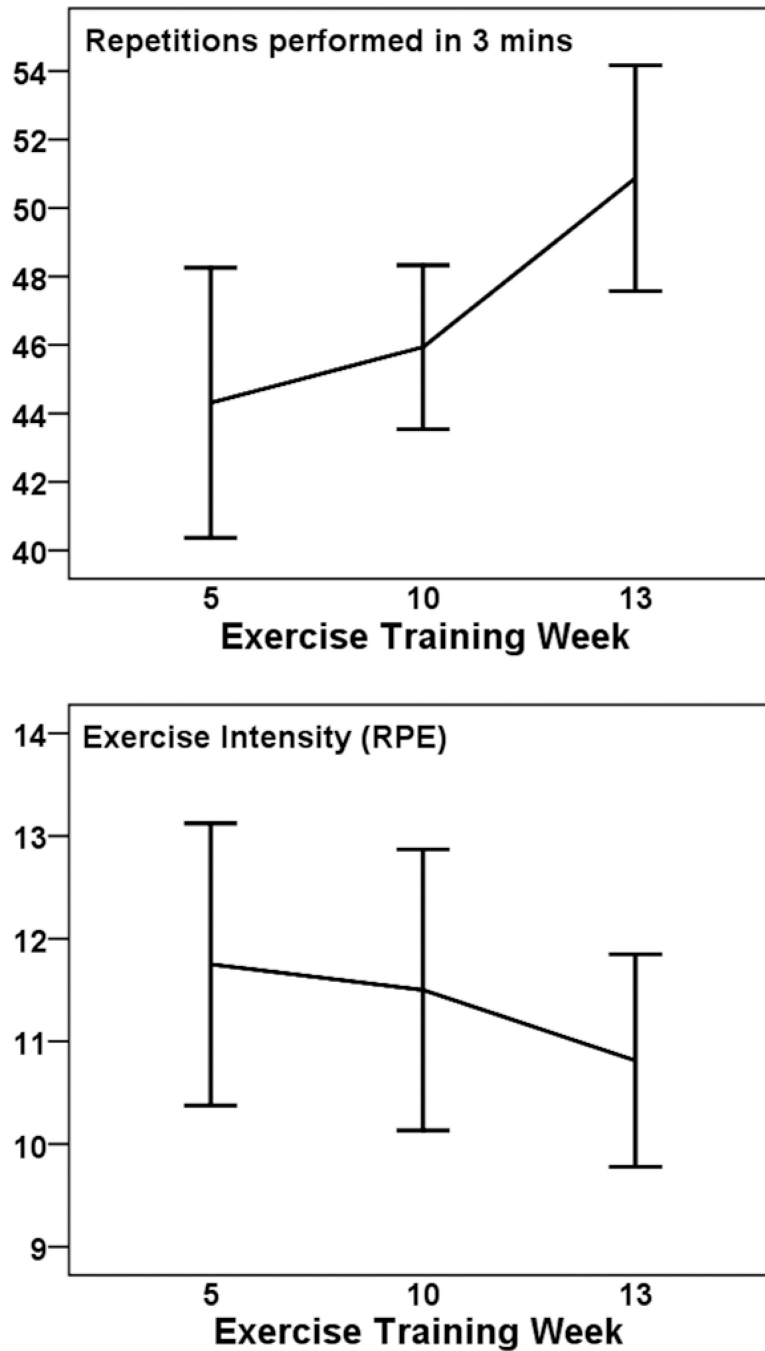 Repetitions performed in 3 mins
54
52
50
48
46
44
42
40
5 10 13
Exercise Training Week
Exercise Intensity (RPE)
14
13
12
11
10
9
5 10 13
Exercise Training Week